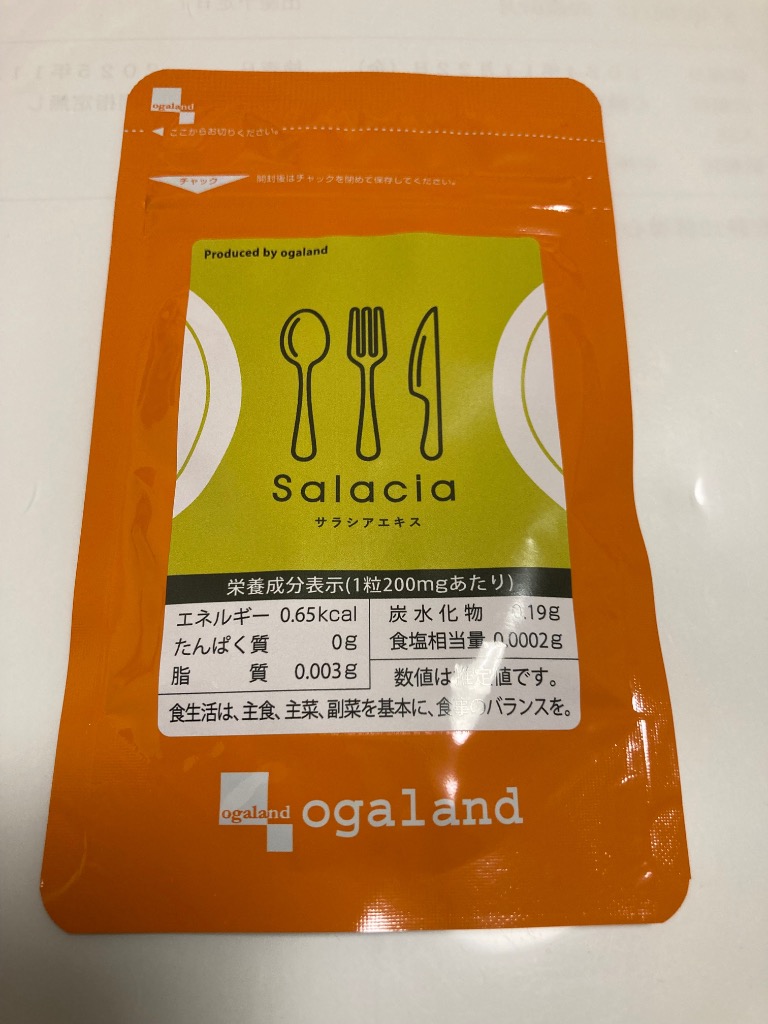 ogaland
ここからお切りください。
チャック 開封後はチャックを閉めて保存してください。
Produced by ogaland
Salacia
サラシアエキス
栄養成分表示(1粒200mgあたり)
エネルギー 0.65kcal
たんぱく質 0g
脂質 0.003g
炭水化物 0.19g
食塩相当量 0.0002g
数値は推定値です。
食生活は、主食、主菜、副菜を基本に、食事のバランスを。
ogaland ogaland